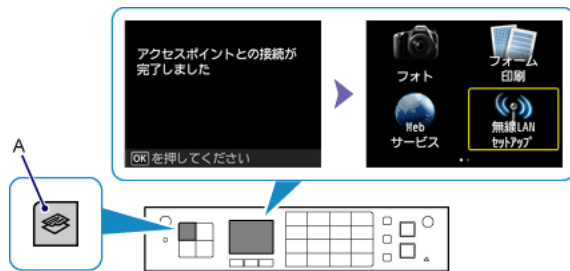 アクセスポイントとの接続が
完了しました
OKを押してください
フォト
フォーム
印刷
Web
サービス
無線LAN
セットアップ
A